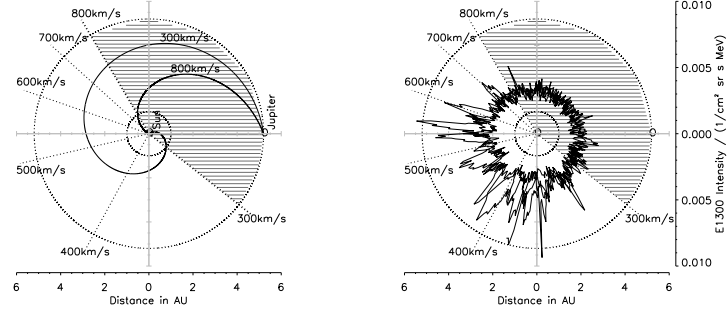 800km/s
700km/s
300km/s
800km/s
600km/s
Sun
Jupiter
500km/s
300km/s
400km/s
6 4 2 0 2 4 6
Distance in AU
800km/s
700km/s
600km/s
500km/s
400km/s
300km/s
0.010
0.005
0.000
0.005
0.010
E1300 Intensity / (1/cm² sr s MeV)
6 4 2 0 2 4 6
Distance in AU